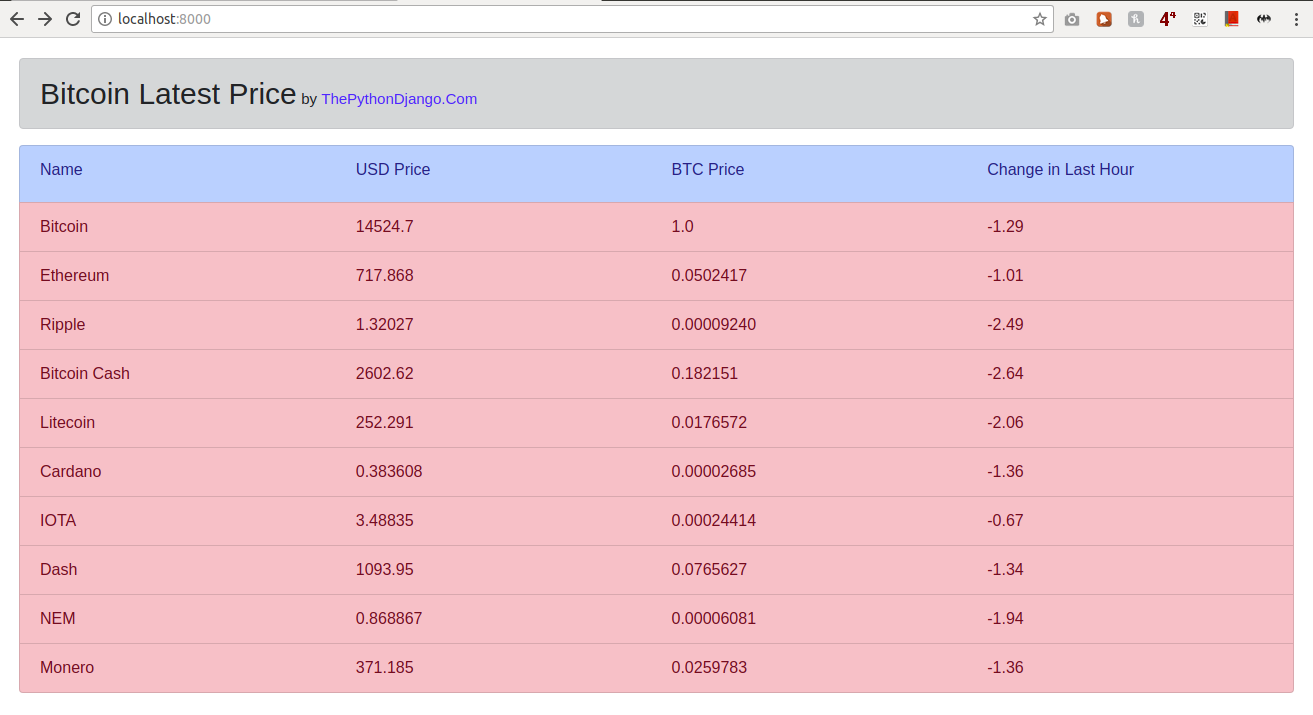 localhost:8000
4⁴
Bitcoin Latest Price by ThePythonDjango.Com
Name USD Price BTC Price Change in Last Hour
Bitcoin 14524.7 1.0 -1.29
Ethereum 717.868 0.0502417 -1.01
Ripple 1.32027 0.00009240 -2.49
Bitcoin Cash 2602.62 0.182151 -2.64
Litecoin 252.291 0.0176572 -2.06
Cardano 0.383608 0.00002685 -1.36
IOTA 3.48835 0.00024414 -0.67
Dash 1093.95 0.0765627 -1.34
NEM 0.868867 0.00006081 -1.94
Monero 371.185 0.0259783 -1.36